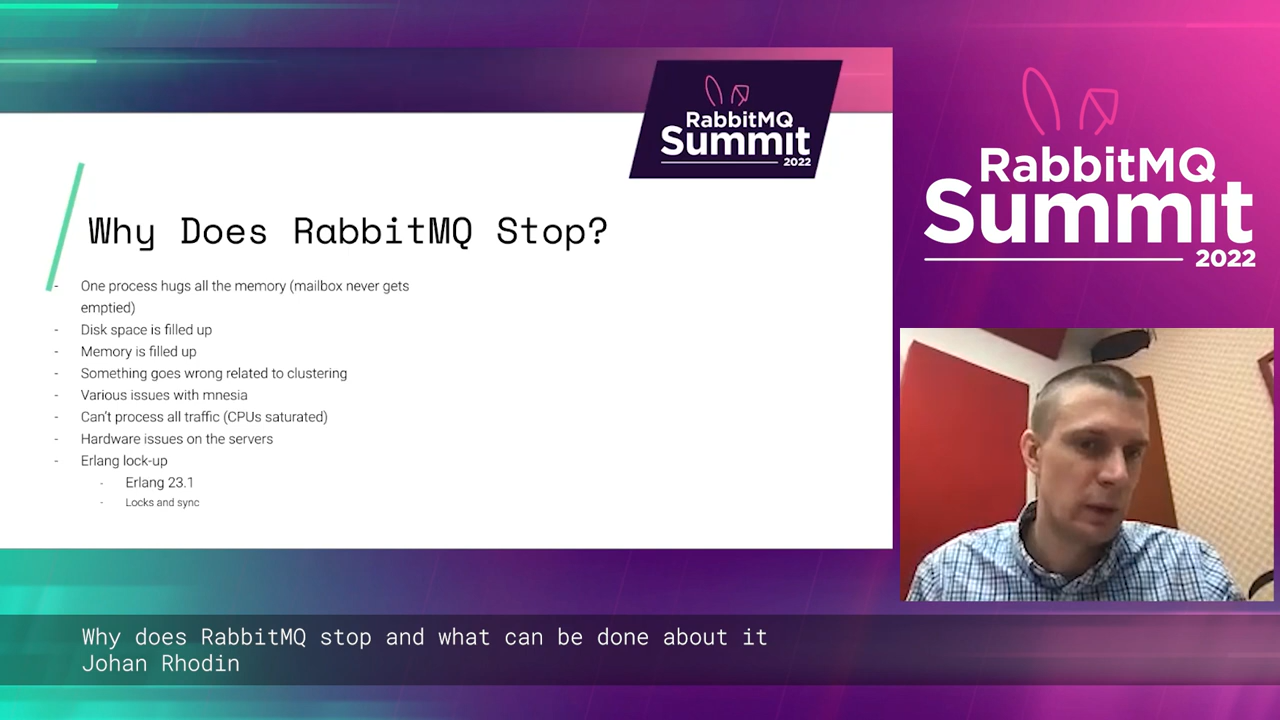 RabbitMQ
Summit
2022
Why Does RabbitMQ Stop?
- One process hugs all the memory (mailbox never gets
emptied)
- Disk space is filled up
- Memory is filled up
- Something goes wrong related to clustering
- Various issues with mnesia
- Can't process all traffic (CPUs saturated)
- Hardware issues on the servers
- Erlang lock-up
- Erlang 23.1
- Locks and sync
RabbitMQ
Summit
2022
Why does RabbitMQ stop and what can be done about it
Johan Rhodin